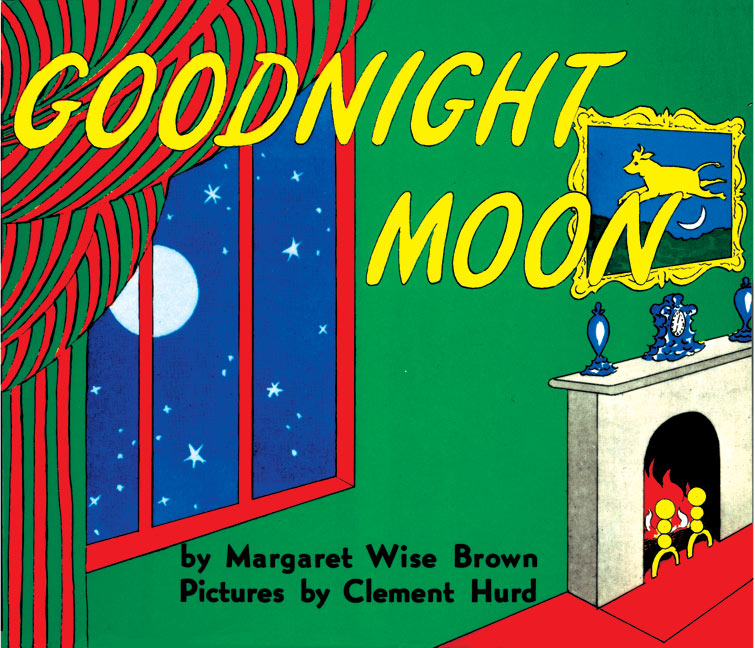 GOODNIGHT
MOON
by Margaret Wise Brown
Pictures by Clement Hurd